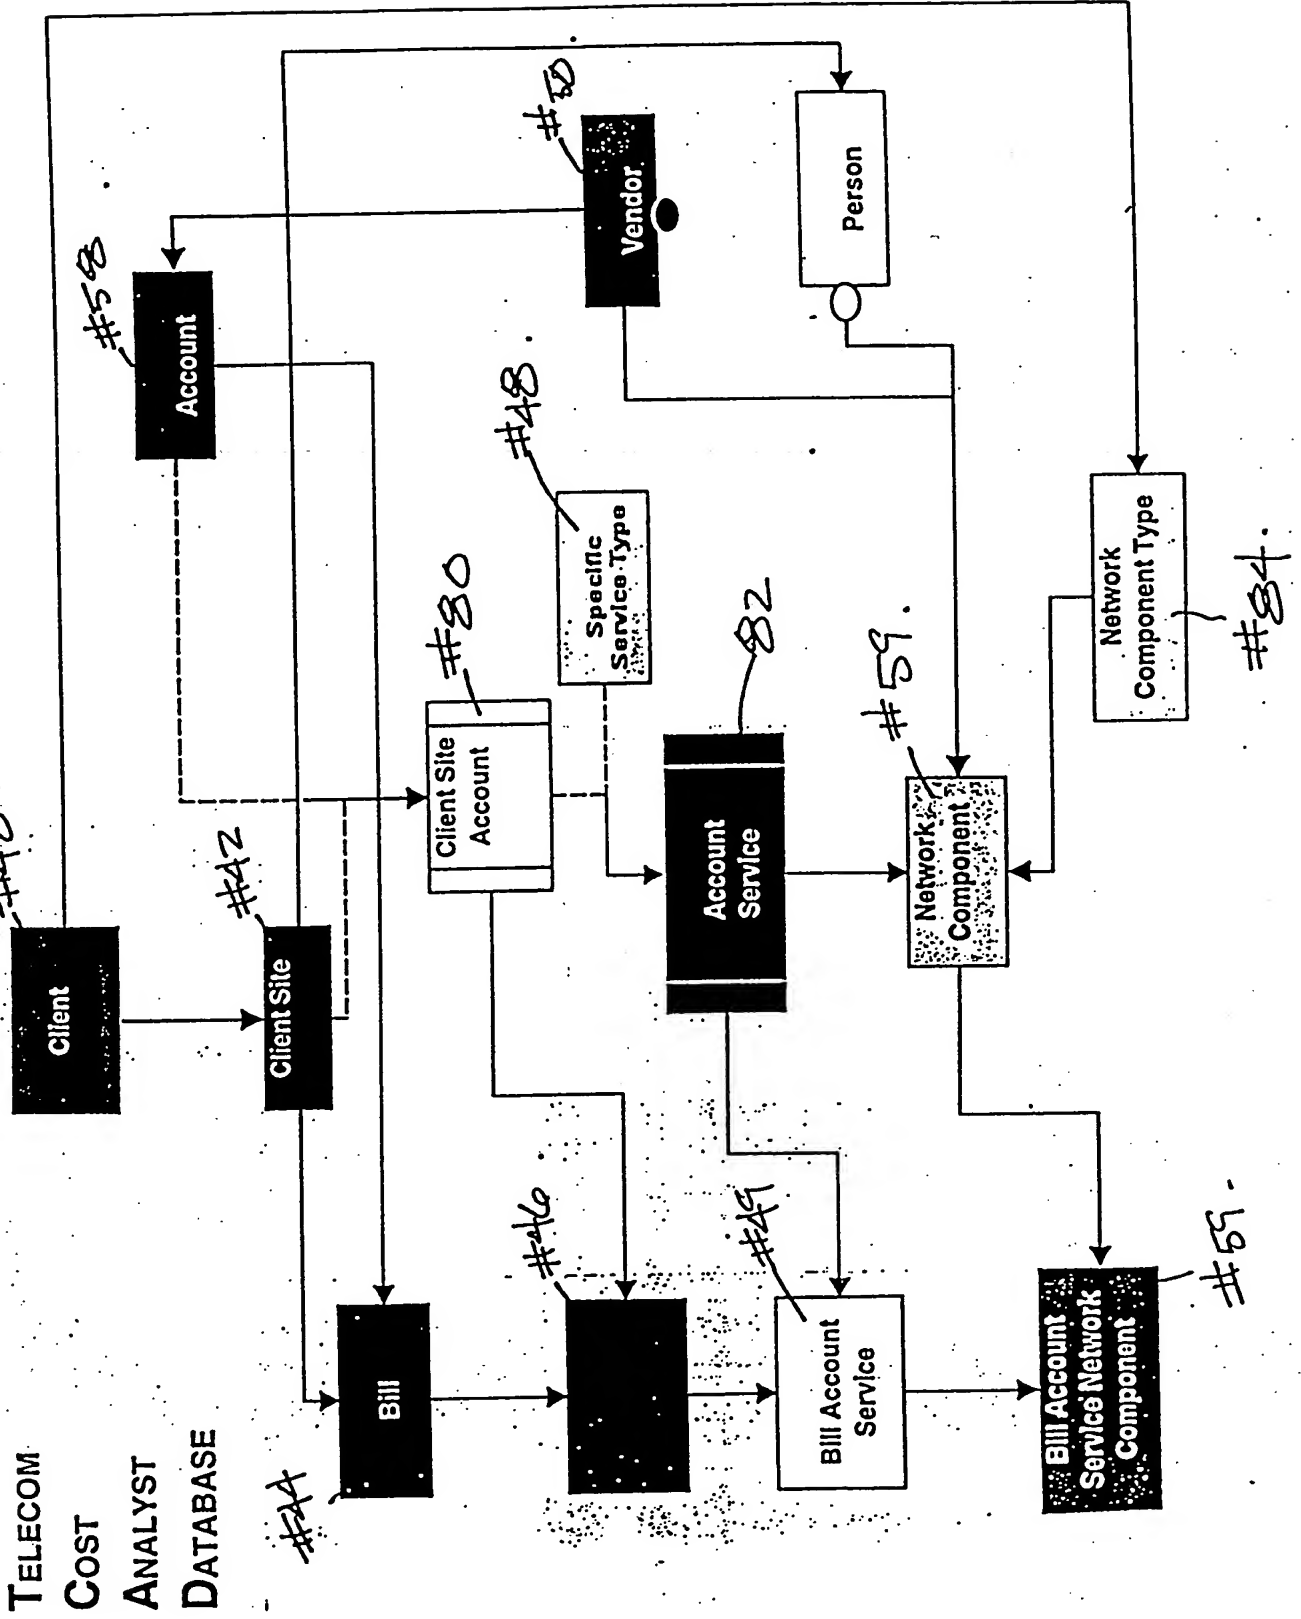 TELECOM
COST
ANALYST
DATABASE
Client
#42
Client Site
#58
Account
#50
Vendor
Person
#44
Bill
#80
Client Site
Account
#48
Specific
Service Type
#46
82
Account
Service
#49
Bill Account
Service
#59.
Network
Component
Network
Component Type
#84.
Bill Account
Service Network
Component
#59.